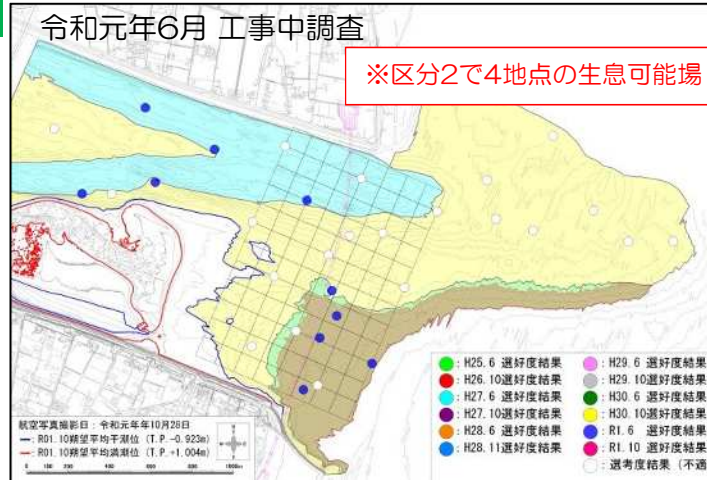 令和元年6月 工事中調査
※区分2で4地点の生息可能場
: H25.6 選好度結果
: H26.10選好度結果
: H27.6 選好度結果
: H27.10選好度結果
: H28.6 選好度結果
: H28.11選好度結果
: H29.6 選好度結果
: H29.10選好度結果
: H30.6 選好度結果
: H30.10選好度結果
: R1.6 選好度結果
: R1.10 選好度結果
: 選考度結果（不適
航空写真撮影日：令和元年年10月28日
: R01.10朔望平均干潮位 (T.P.-0.923m)
: R01.10朔望平均満潮位 (T.P.+1.004m)
0 100 200 400 600 800 1000m